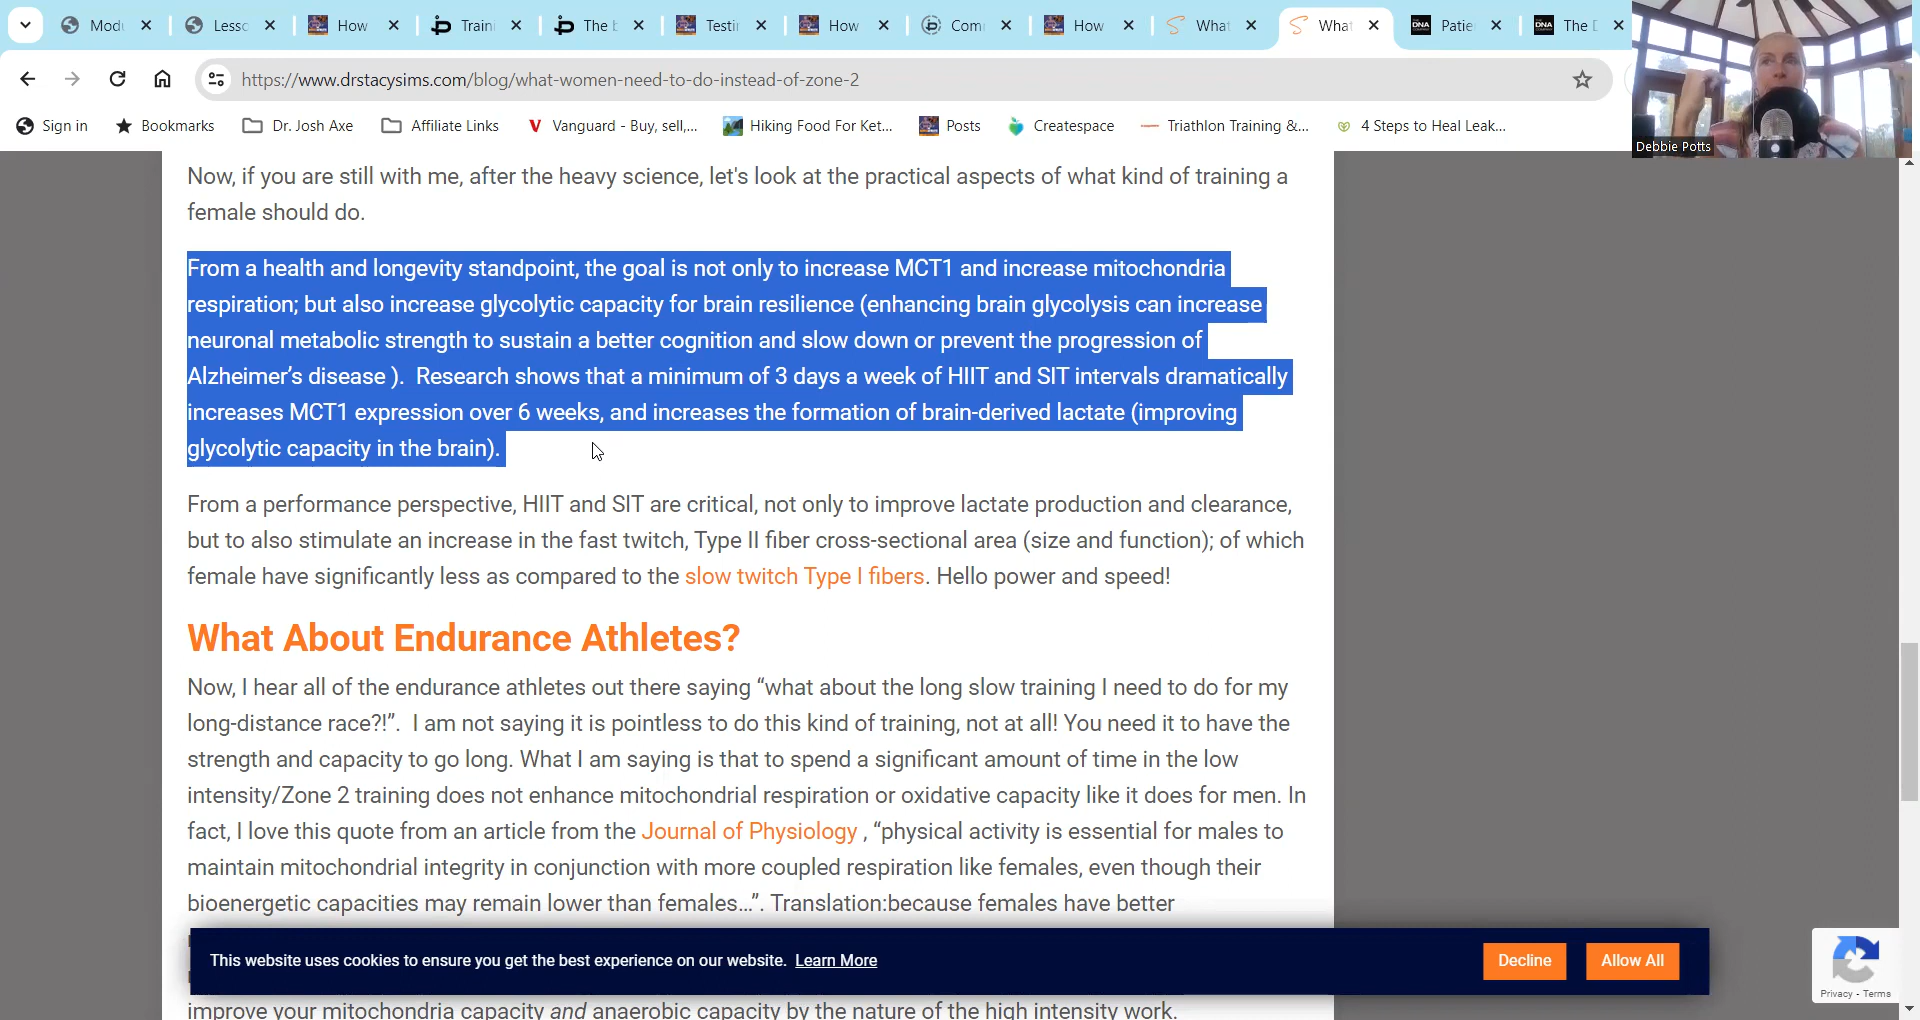 Modu
Lesso
How
Traini
The b
Testin
How
Com
How
What
What
Patie
The D
https://www.drstacysims.com/blog/what-women-need-to-do-instead-of-zone-2
Sign in
Bookmarks
Dr. Josh Axe
Affiliate Links
Vanguard - Buy, sell,...
Hiking Food For Ket...
Posts
Createspace
Triathlon Training &...
4 Steps to Heal Leak...
Debbie Potts
Now, if you are still with me, after the heavy science, let's look at the practical aspects of what kind of training a
female should do.
From a health and longevity standpoint, the goal is not only to increase MCT1 and increase mitochondria
respiration; but also increase glycolytic capacity for brain resilience (enhancing brain glycolysis can increase
neuronal metabolic strength to sustain a better cognition and slow down or prevent the progression of
Alzheimer’s disease ).  Research shows that a minimum of 3 days a week of HIIT and SIT intervals dramatically
increases MCT1 expression over 6 weeks, and increases the formation of brain-derived lactate (improving
glycolytic capacity in the brain).
From a performance perspective, HIIT and SIT are critical, not only to improve lactate production and clearance,
but to also stimulate an increase in the fast twitch, Type II fiber cross-sectional area (size and function); of which
female have significantly less as compared to the slow twitch Type I fibers. Hello power and speed!
What About Endurance Athletes?
Now, I hear all of the endurance athletes out there saying “what about the long slow training I need to do for my
long-distance race?!”.  I am not saying it is pointless to do this kind of training, not at all! You need it to have the
strength and capacity to go long. What I am saying is that to spend a significant amount of time in the low
intensity/Zone 2 training does not enhance mitochondrial respiration or oxidative capacity like it does for men. In
fact, I love this quote from an article from the Journal of Physiology , “physical activity is essential for males to
maintain mitochondrial integrity in conjunction with more coupled respiration like females, even though their
bioenergetic capacities may remain lower than females…”. Translation:because females have better
This website uses cookies to ensure you get the best experience on our website. Learn More
Decline
Allow All
Privacy - Terms
improve your mitochondria capacity and anaerobic capacity by the nature of the high intensity work.